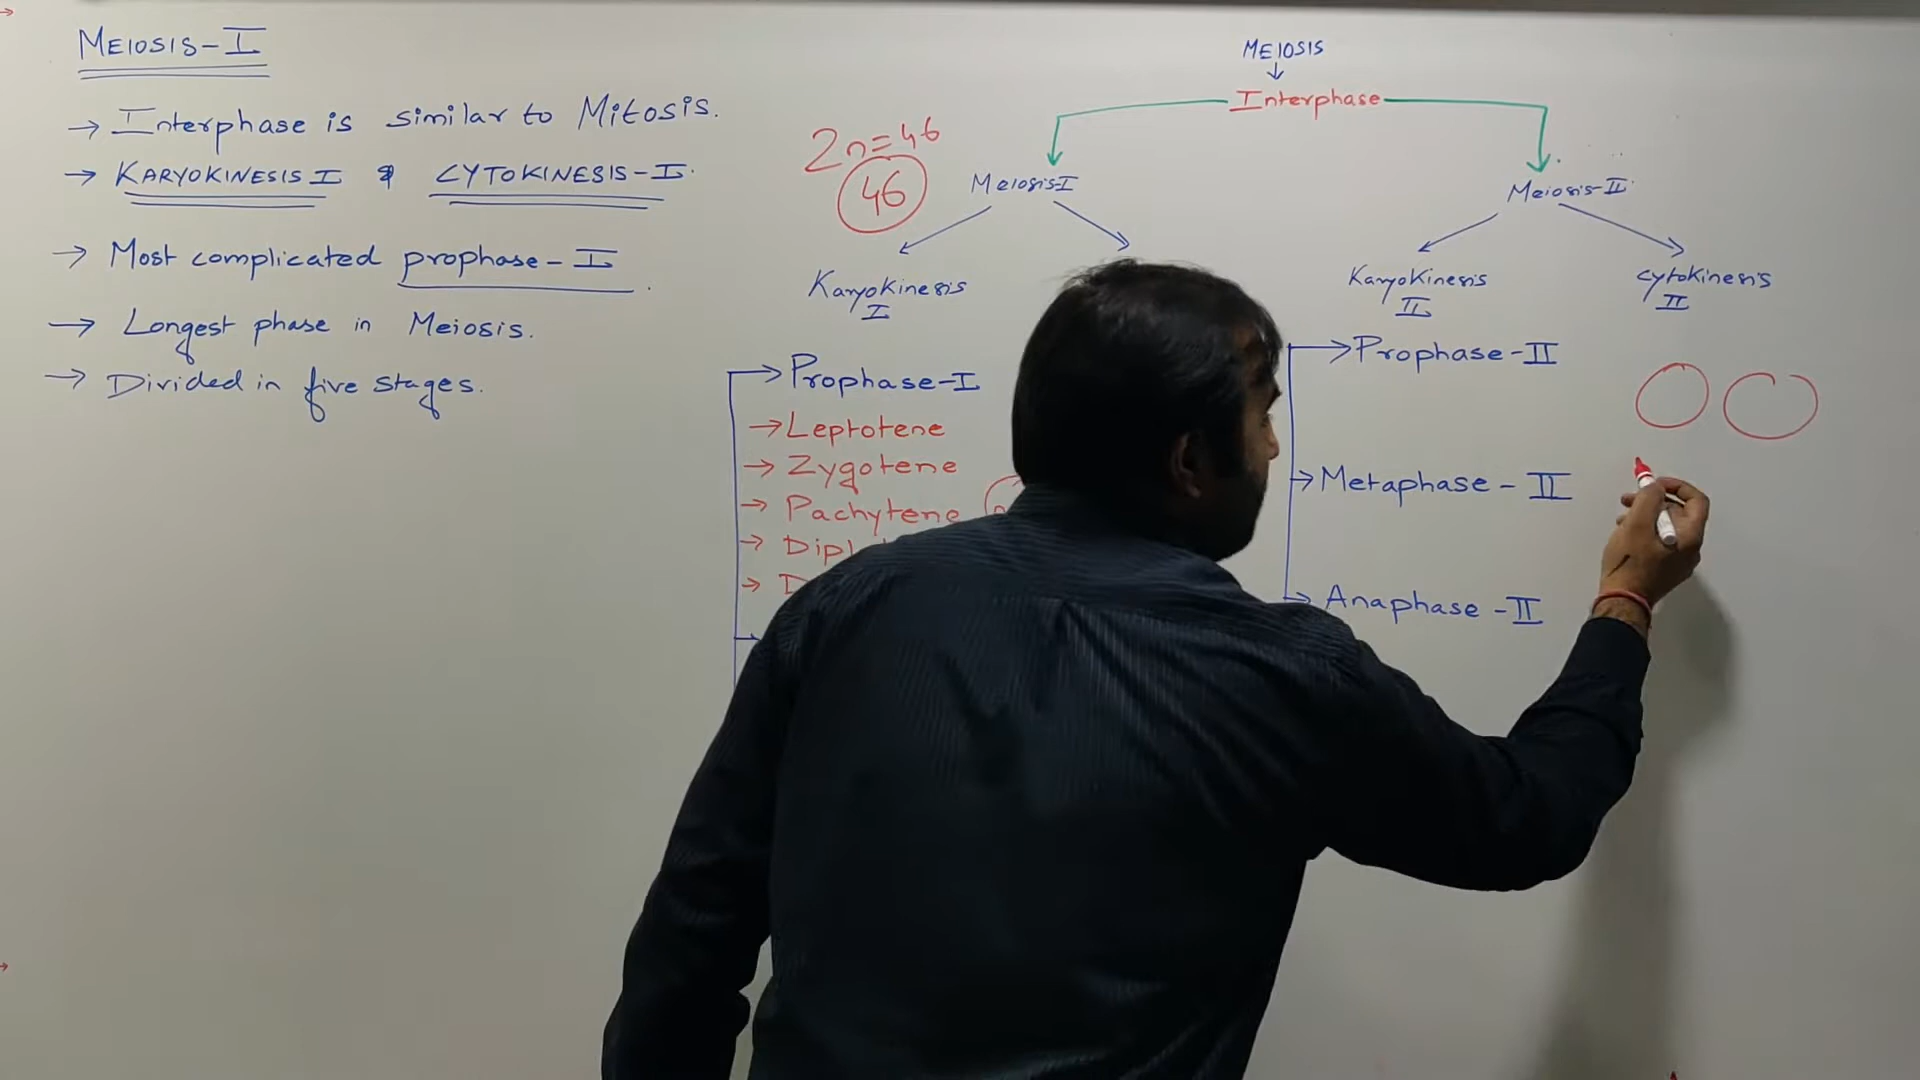 MEIOSIS-I
→ Interphase is similar to Mitosis.
→ KARYOKINESIS I & CYTOKINESIS-I.
→ Most complicated prophase-I.
→ Longest phase in Meiosis.
→ Divided in five stages.
MEIOSIS
↓
Interphase
2n=46
46
Meiosis-I
Karyokinesis
I
→ Prophase-I
→ Leptotene
→ Zygotene
→ Pachytene
→
→
Meiosis-II
Karyokinesis
II
Cytokinesis
II
→ Prophase-II
→ Metaphase-II
→ Anaphase-II